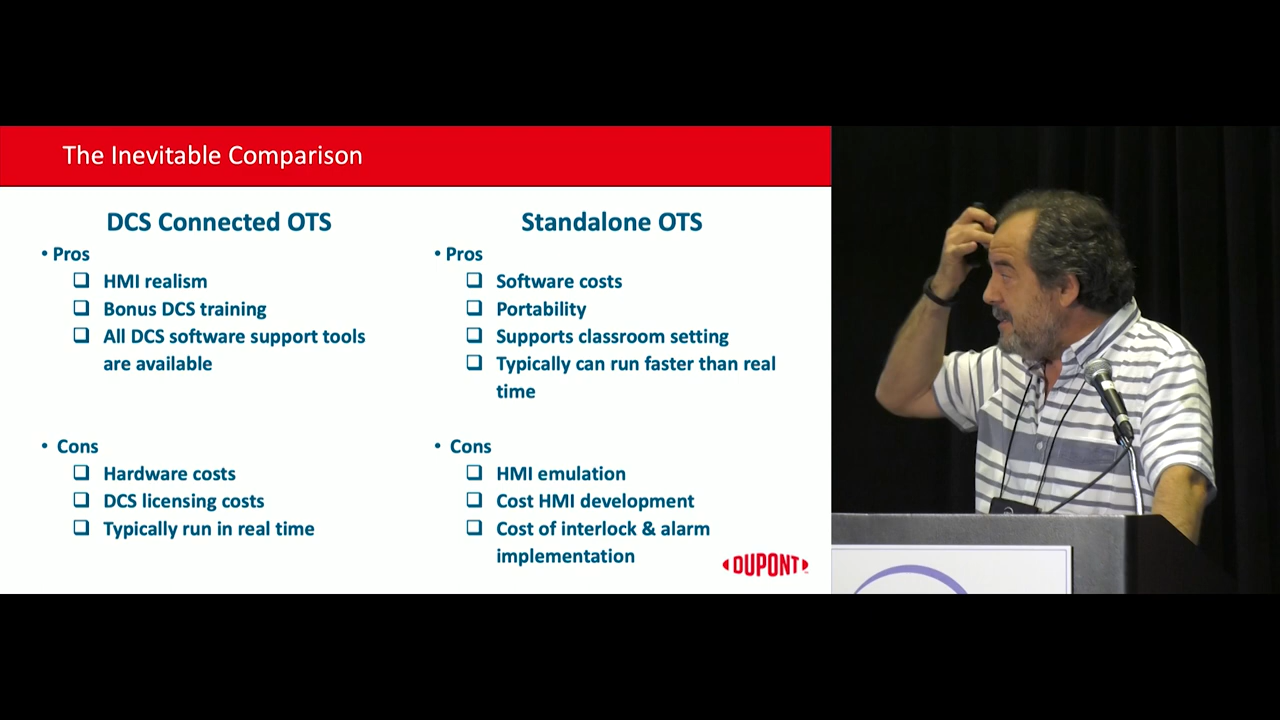 The Inevitable Comparison
DCS Connected OTS
• Pros
❑ HMI realism
❑ Bonus DCS training
❑ All DCS software support tools
are available
• Cons
❑ Hardware costs
❑ DCS licensing costs
❑ Typically run in real time
Standalone OTS
• Pros
❑ Software costs
❑ Portability
❑ Supports classroom setting
❑ Typically can run faster than real
time
• Cons
❑ HMI emulation
❑ Cost HMI development
❑ Cost of interlock & alarm
implementation
DUPONT